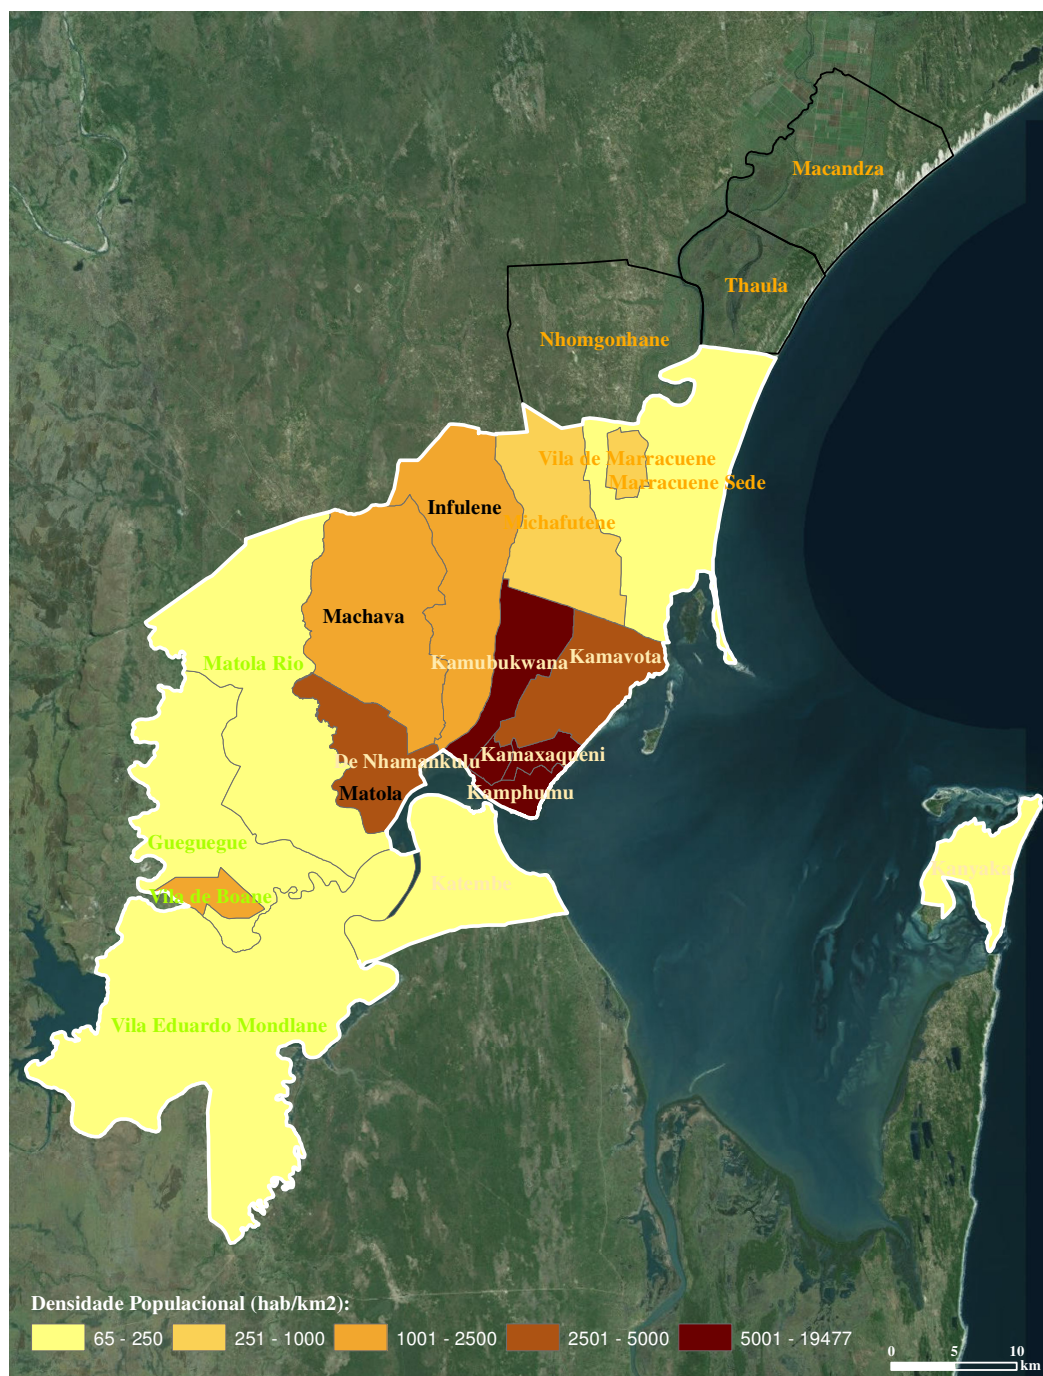 Macandza
Thaula
Nhomgonhane
Vila de Marracuene
Marracuene Sede
Infulene
Michafutene
Machava
Kamubukwana
Kamavota
Matola Rio
Kamaxaqueni
De Nhamankulu
Matola
Kamphumu
Gueguegue
Katembe
Kanyaka
Vila de Boane
Vila Eduardo Mondlane
Densidade Populacional (hab/km2):
65 - 250
251 - 1000
1001 - 2500
2501 - 5000
5001 - 19477
0 5 10
km